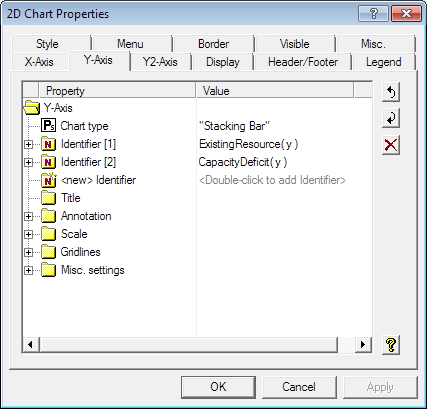 2D Chart Properties
Style Menu Border Visible Misc.
X-Axis Y-Axis Y2-Axis Display Header/Footer Legend
Property Value
Y-Axis
Chart type "Stacking Bar"
Identifier [1] ExistingResource( y )
Identifier [2] CapacityDeficit( y )
<new> Identifier <Double-click to add Identifier>
Title
Annotation
Scale
Gridlines
Misc. settings
OK Cancel Apply